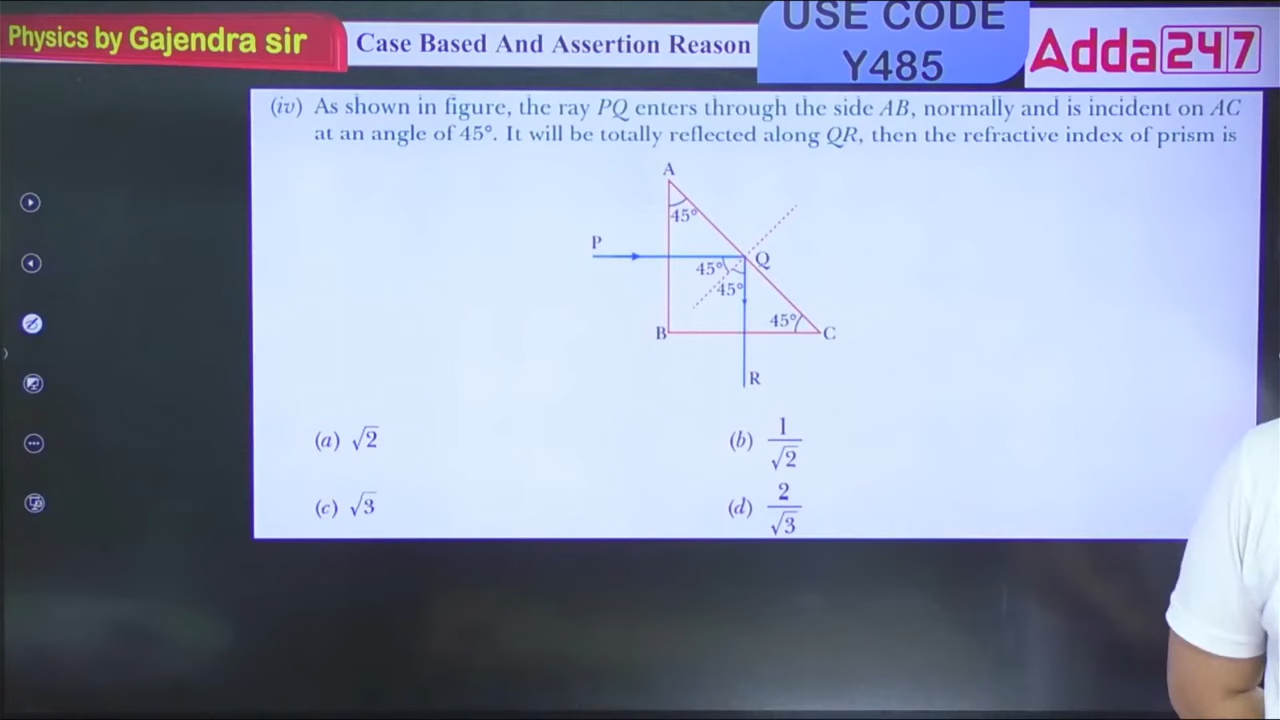 Physics by Gajendra sir
Case Based And Assertion Reason
USE CODE
Y485
Adda247
(iv) As shown in figure, the ray PQ enters through the side AB, normally and is incident on AC
at an angle of 45°. It will be totally reflected along QR, then the refractive index of prism is
A
45°
P
Q
45°
45°
45°
B
C
R
(a) √2
(b) 1/√2
(c) √3
(d) 2/√3